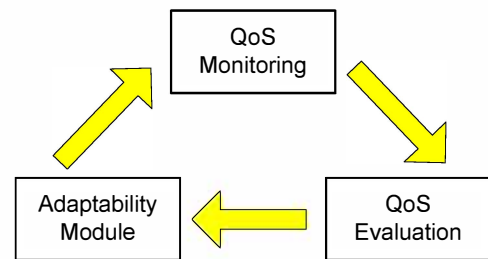 QoS
Monitoring
Adaptability
Module
QoS
Evaluation